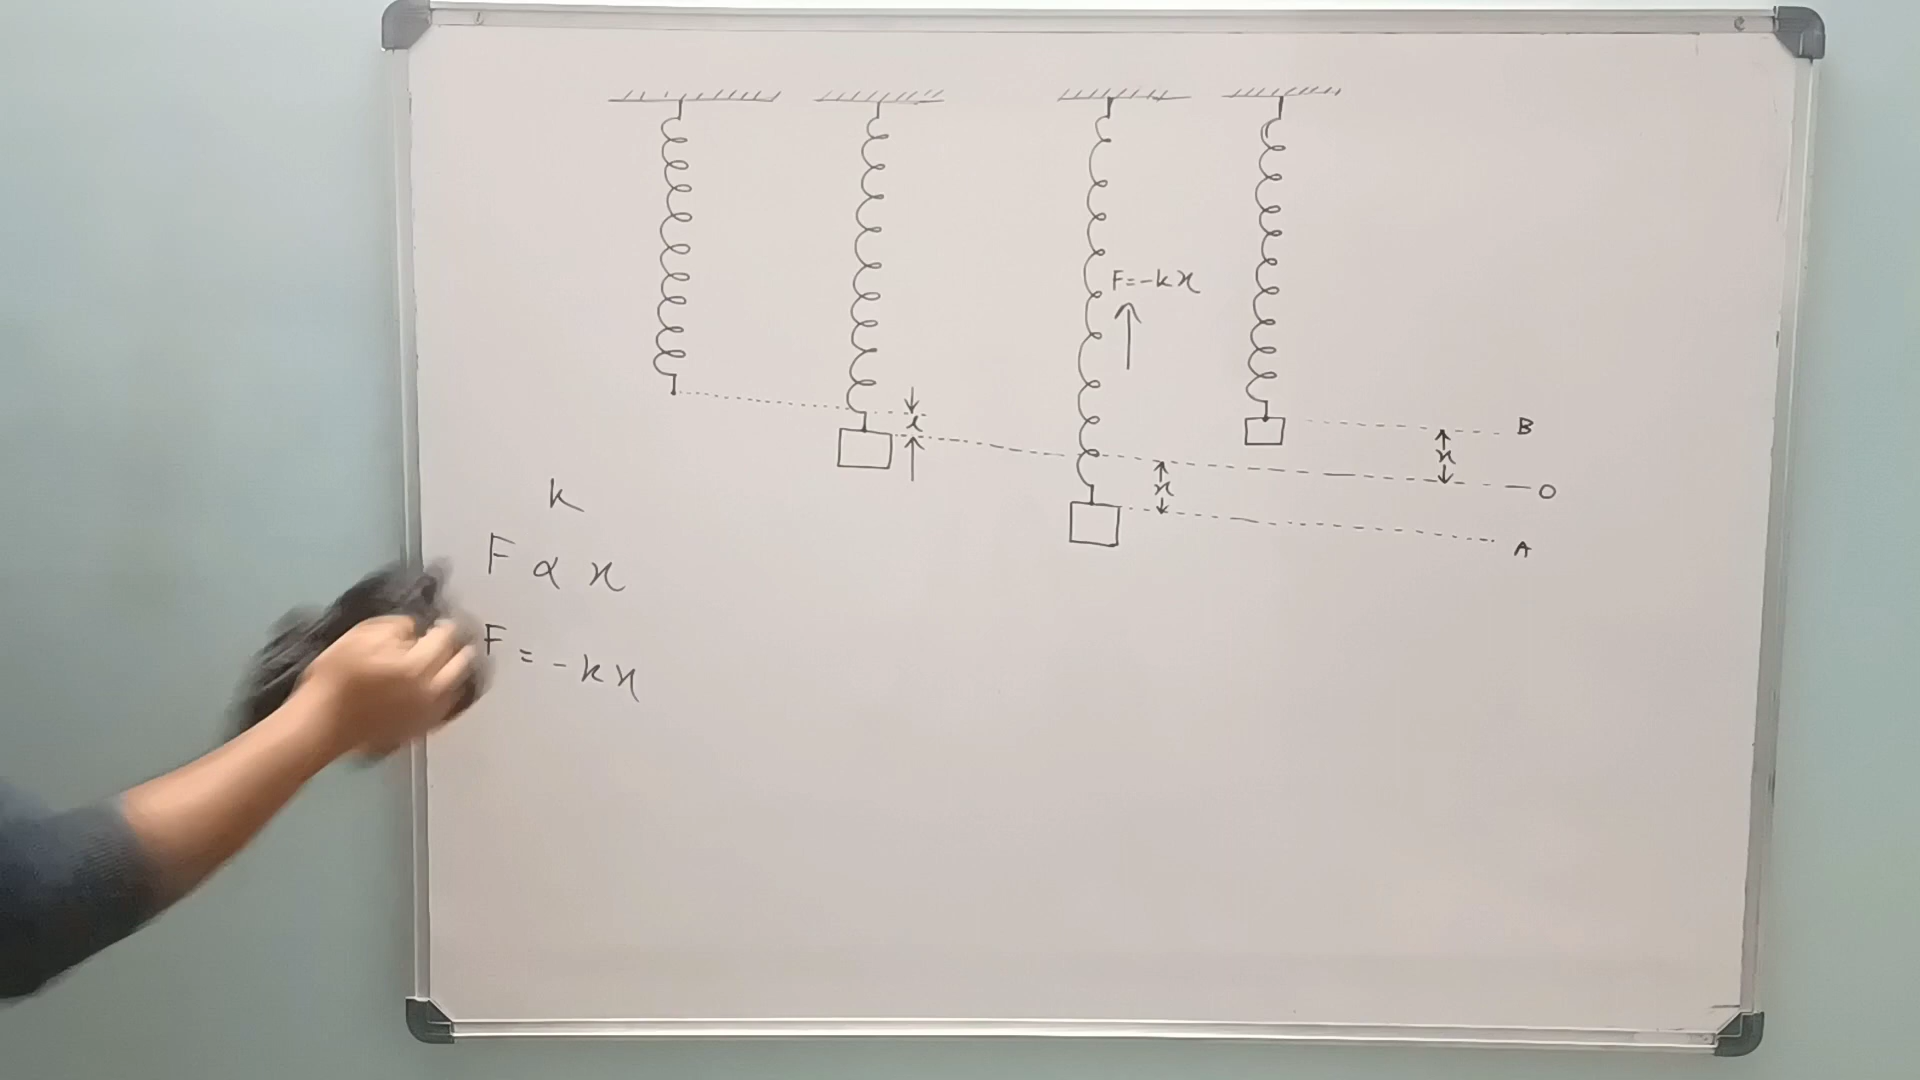 F=-kx
l
B
x
O
x
A
k
F ∝ x
F = -kx